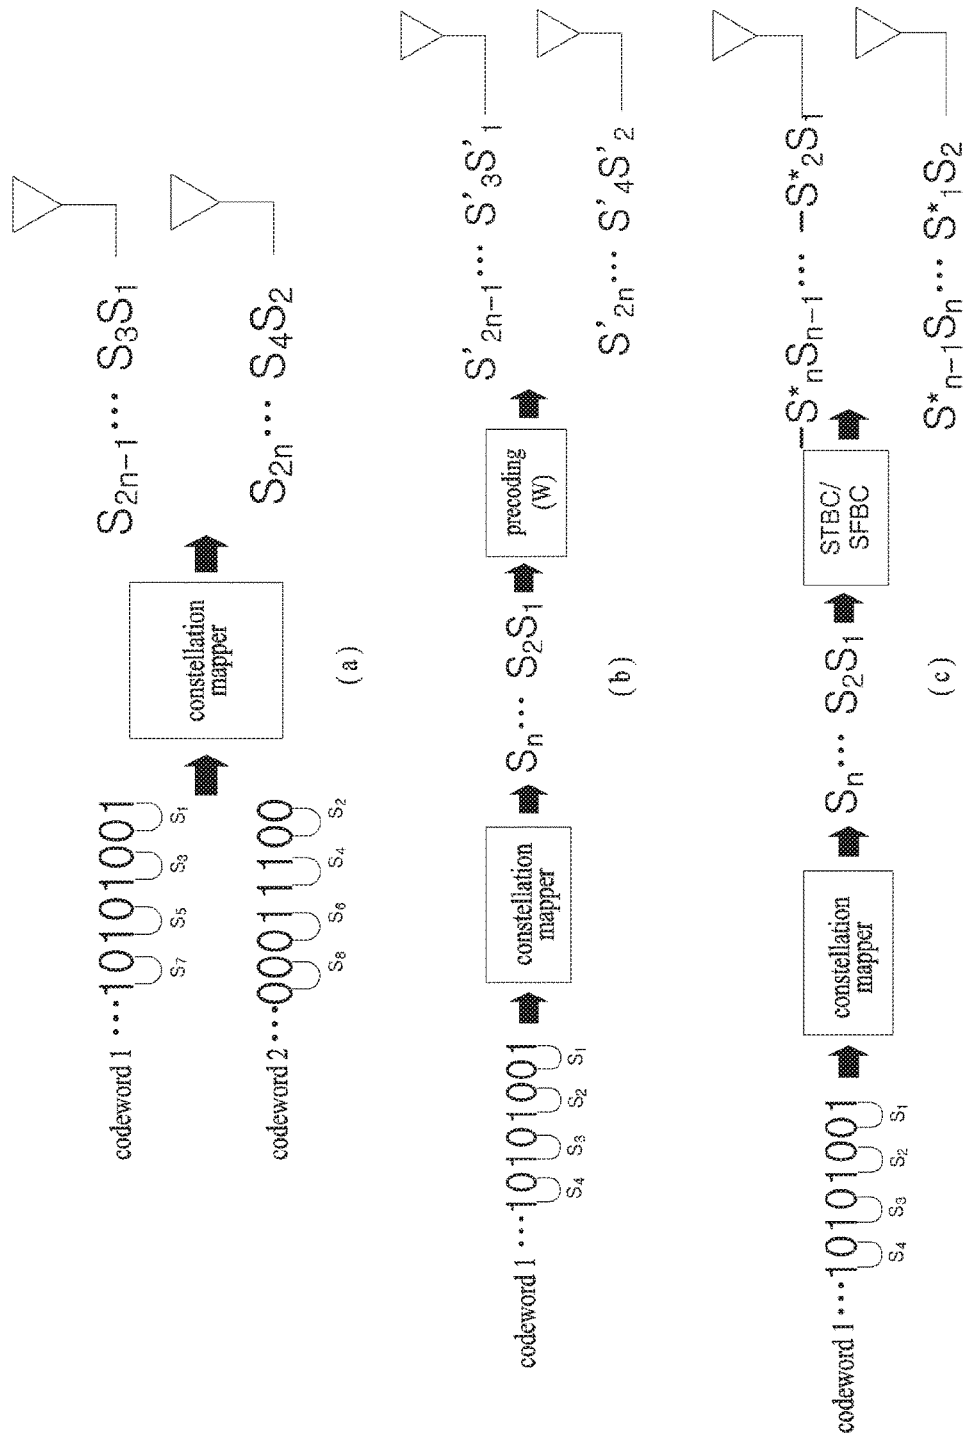 codeword 1 ···10101001
S₇ S₅ S₃ S₁
codeword 2 ···00011100
S₈ S₆ S₄ S₂
constellation
mapper
S₂ₙ₋₁··· S₃S₁
S₂ₙ··· S₄S₂
(a)
codeword 1 ···10101001
S₄ S₃ S₂ S₁
constellation
mapper
Sₙ··· S₂S₁
precoding
(W)
S'₂ₙ₋₁··· S'₃S'₁
S'₂ₙ··· S'₄S'₂
(b)
codeword 1 ···10101001
S₄ S₃ S₂ S₁
constellation
mapper
Sₙ··· S₂S₁
STBC/
SFBC
-S*ₙSₙ₋₁··· -S*₂S₁
S*ₙ₋₁Sₙ··· S*₁S₂
(c)